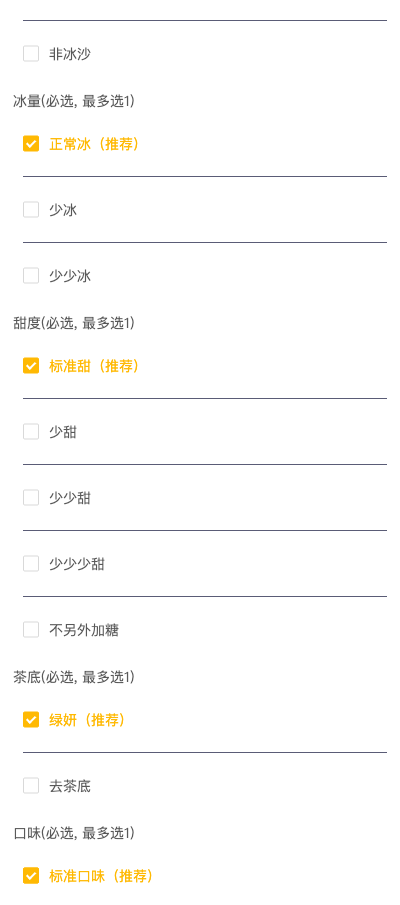 非冰沙
冰量(必选, 最多选1)
正常冰（推荐）
少冰
少少冰
甜度(必选, 最多选1)
标准甜（推荐）
少甜
少少甜
少少少甜
不另外加糖
茶底(必选, 最多选1)
绿妍（推荐）
去茶底
口味(必选, 最多选1)
标准口味（推荐）